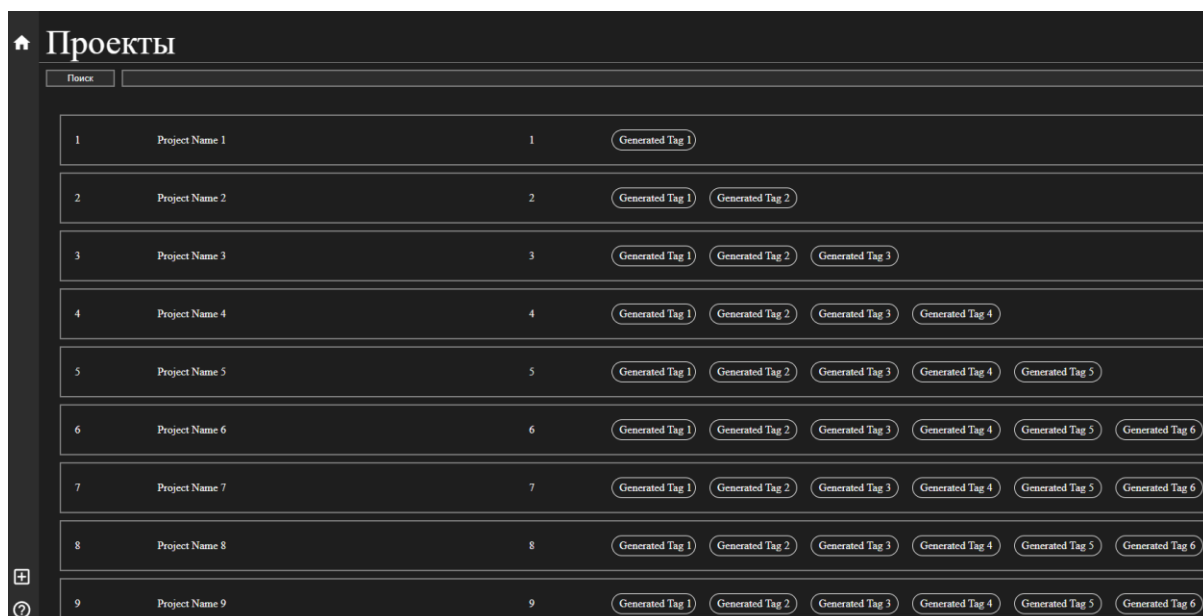 Проекты
Поиск
1 Project Name 1 1 Generated Tag 1
2 Project Name 2 2 Generated Tag 1 Generated Tag 2
3 Project Name 3 3 Generated Tag 1 Generated Tag 2 Generated Tag 3
4 Project Name 4 4 Generated Tag 1 Generated Tag 2 Generated Tag 3 Generated Tag 4
5 Project Name 5 5 Generated Tag 1 Generated Tag 2 Generated Tag 3 Generated Tag 4 Generated Tag 5
6 Project Name 6 6 Generated Tag 1 Generated Tag 2 Generated Tag 3 Generated Tag 4 Generated Tag 5 Generated Tag 6
7 Project Name 7 7 Generated Tag 1 Generated Tag 2 Generated Tag 3 Generated Tag 4 Generated Tag 5 Generated Tag 6
8 Project Name 8 8 Generated Tag 1 Generated Tag 2 Generated Tag 3 Generated Tag 4 Generated Tag 5 Generated Tag 6
9 Project Name 9 9 Generated Tag 1 Generated Tag 2 Generated Tag 3 Generated Tag 4 Generated Tag 5 Generated Tag 6